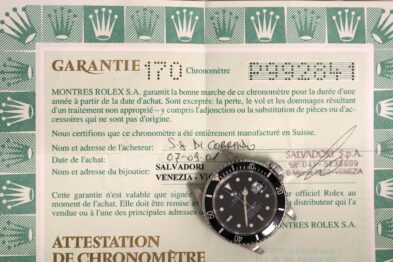 GARANTIE 170 Chronomètre P992841
MONTRES ROLEX S.A. garantit la bonne marche de ce chronomètre pour la durée d'une
année à partir de la date d'achat. Sont exceptés: la perte, le vol et les dommages résultant
d'un traitement non approprié – y compris l'adjonction ou la substitution de pièces ou d'ac-
cessoires qui ne sont pas d'origine.
Nous certifions que ce chronomètre a été entièrement manufacturé en Suisse.
Nom et adresse de l'acheteur:
Date de l'achat: 07-09-01
Nom et adresse du bijoutier: SALVADORI
VENEZIA
SALVADORI S.p.A.
Cette garantie n'est valable que signée officiel Rolex au
moment de l'achat. Elle doit être remise distributeur qui l'a
vendue ou à l'une des principales adresses
ATTESTATION
DE CHRONOMÈTRE